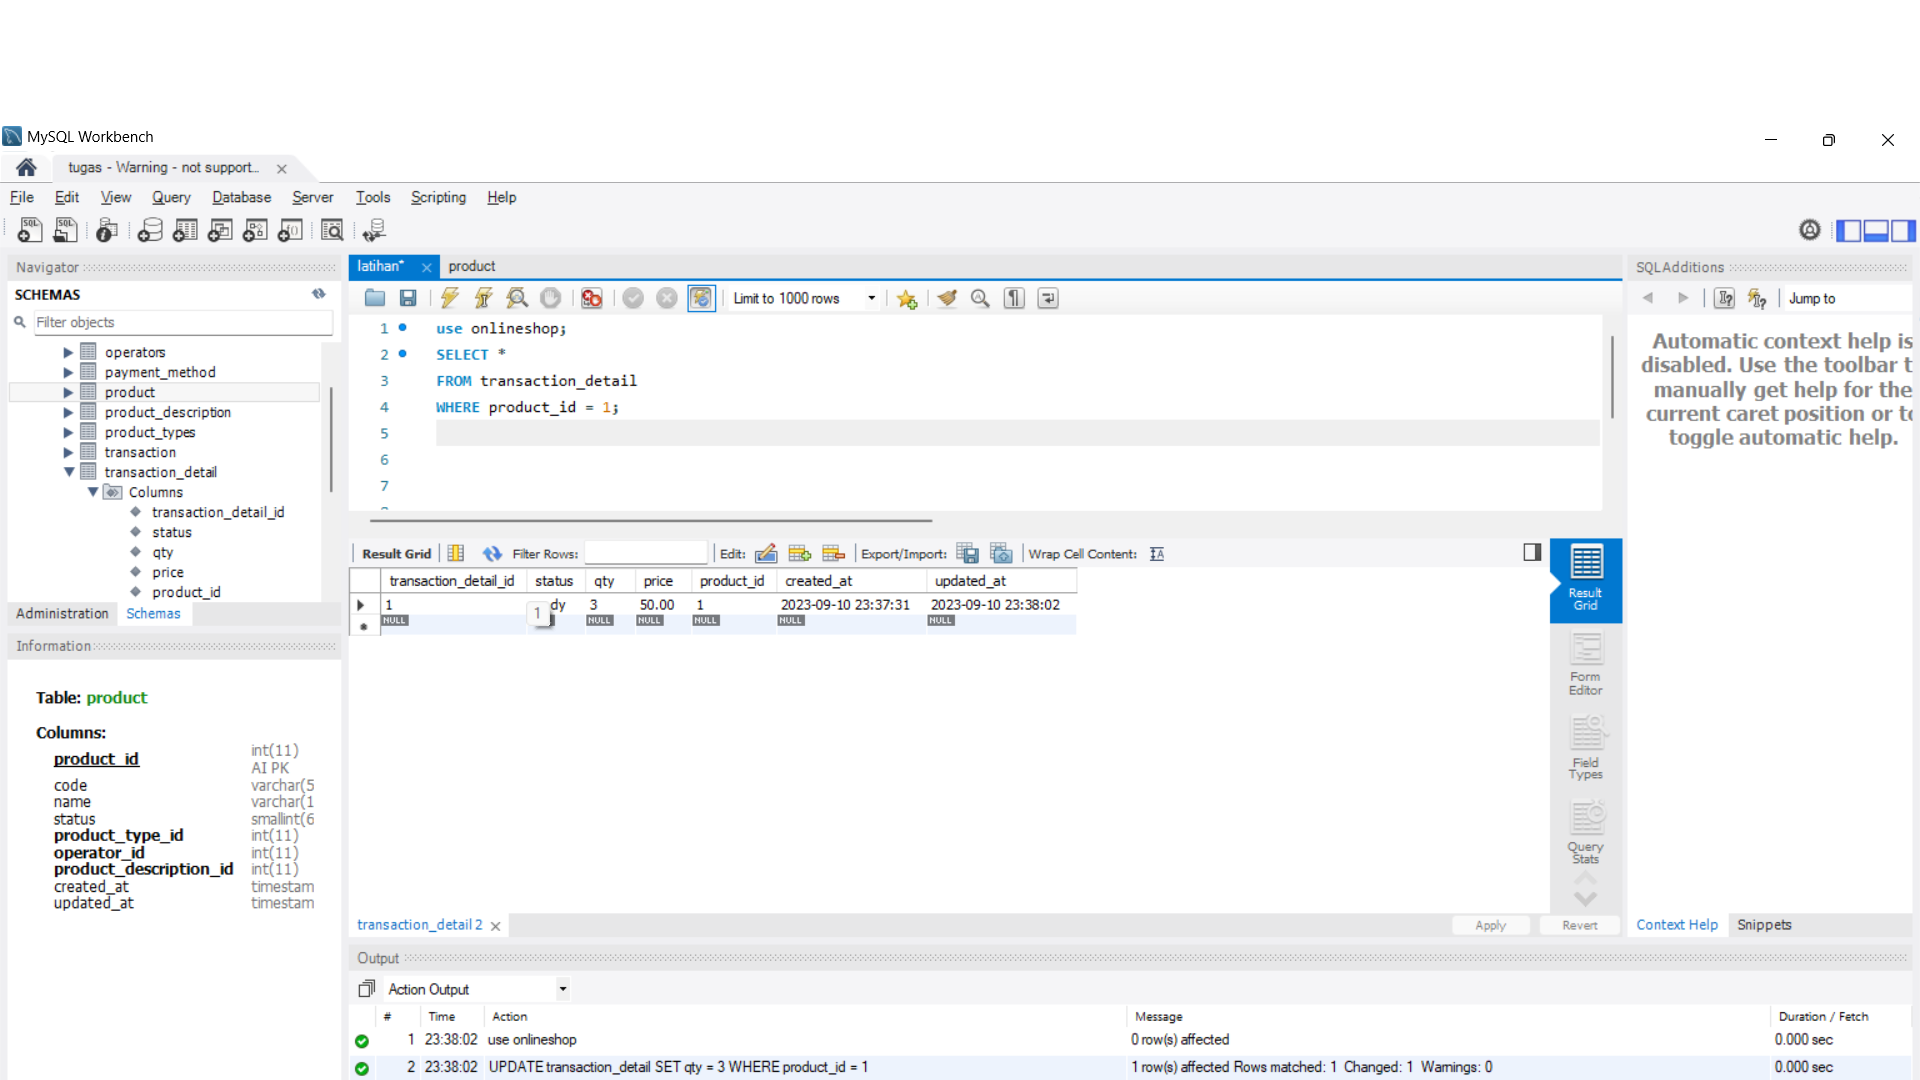 MySQL Workbench
tugas - Warning - not support...
File Edit View Query Database Server Tools Scripting Help
Navigator
SCHEMAS
Filter objects
operators
payment_method
product
product_description
product_types
transaction
transaction_detail
Columns
transaction_detail_id
status
qty
price
product_id
Administration Schemas
Information
Table: product
Columns:
product_id int(11) AI PK
code varchar(5
name varchar(1
status smallint(6
product_type_id int(11)
operator_id int(11)
product_description_id int(11)
created_at timestam
updated_at timestam
latihan* product
Limit to 1000 rows
1 use onlineshop;
2 SELECT *
3 FROM transaction_detail
4 WHERE product_id = 1;
5
6
7
Result Grid Filter Rows: Edit: Export/Import: Wrap Cell Content:
transaction_detail_id status qty price product_id created_at updated_at
1 dy 3 50.00 1 2023-09-10 23:37:31 2023-09-10 23:38:02
1
NULL NULL NULL NULL NULL NULL
Result Grid
Form Editor
Field Types
Query Stats
transaction_detail 2
Apply Revert
Output
Action Output
# Time Action Message Duration / Fetch
1 23:38:02 use onlineshop 0 row(s) affected 0.000 sec
2 23:38:02 UPDATE transaction_detail SET qty = 3 WHERE product_id = 1 1 row(s) affected Rows matched: 1 Changed: 1 Warnings: 0 0.000 sec
SQLAdditions
Jump to
Automatic context help is
disabled. Use the toolbar t
manually get help for the
current caret position or to
toggle automatic help.
Context Help Snippets